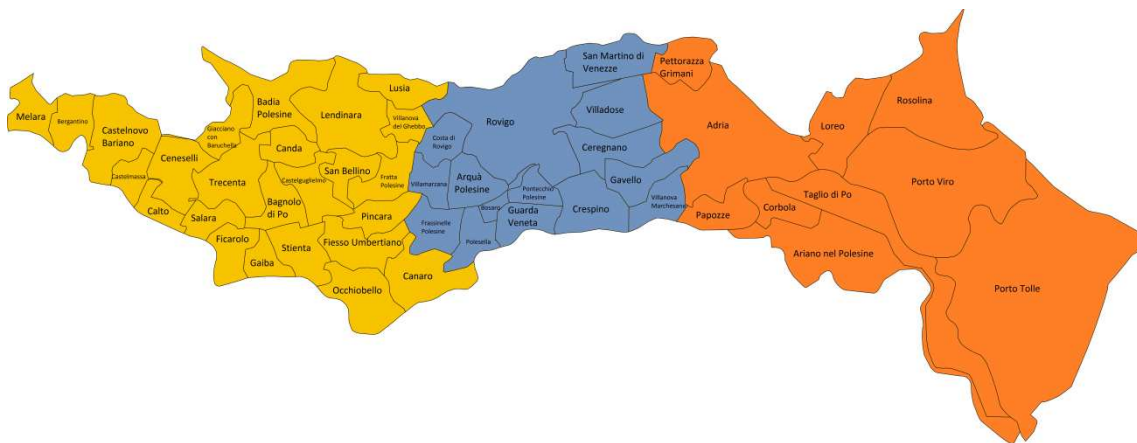 Melara
Bergantino
Castelnovo
Bariano
Castelmassa
Ceneselli
Calto
Salara
Giacciano
con
Baruchella
Badia
Polesine
Trecenta
Ficarolo
Gaiba
Canda
Bagnolo
di Po
Stienta
Lendinara
Castelguglielmo
San Bellino
Lusia
Villanova
del Ghebbo
Fratta
Polesine
Pincara
Fiesso Umbertiano
Occhiobello
Canaro
Rovigo
Costa di
Rovigo
Villamarzana
Arquà
Polesine
Frassinelle
Polesine
Polesella
Bosaro
Pontecchio
Polesine
Guarda
Veneta
Crespino
San Martino di
Venezze
Villadose
Ceregnano
Gavello
Villanova
Marchesana
Pettorazza
Grimani
Adria
Papozze
Corbola
Loreo
Rosolina
Porto Viro
Taglio di Po
Ariano nel Polesine
Porto Tolle